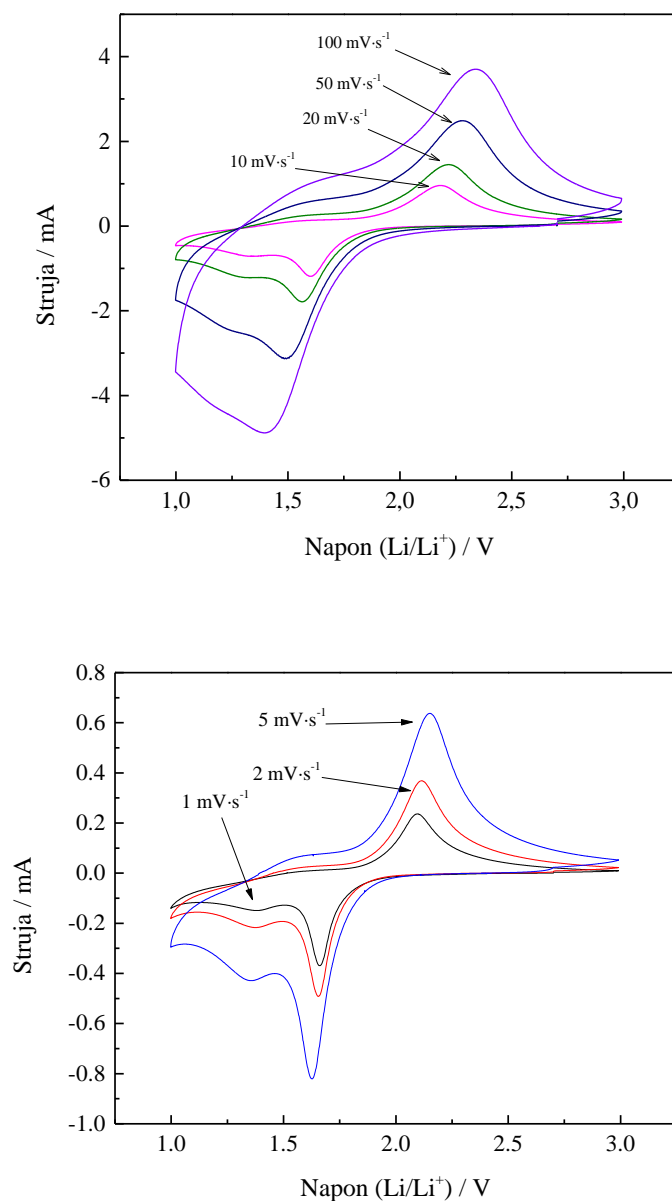 100 mV·s⁻¹
50 mV·s⁻¹
20 mV·s⁻¹
10 mV·s⁻¹
4
2
0
-2
-4
-6
Struja / mA
1,0 1,5 2,0 2,5 3,0
Napon (Li/Li⁺) / V
5 mV·s⁻¹
2 mV·s⁻¹
1 mV·s⁻¹
0.8
0.6
0.4
0.2
0.0
-0.2
-0.4
-0.6
-0.8
-1.0
Struja / mA
1.0 1.5 2.0 2.5 3.0
Napon (Li/Li⁺) / V